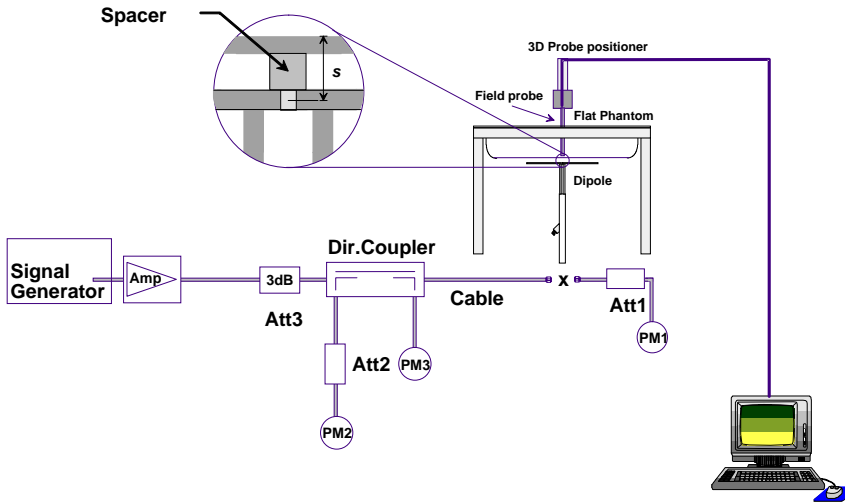 Spacer
s
3D Probe positioner
Field probe
Flat Phantom
Dipole
Dir.Coupler
Signal
Generator
Amp
3dB
Cable
x
Att3
Att1
PM1
Att2
PM3
PM2